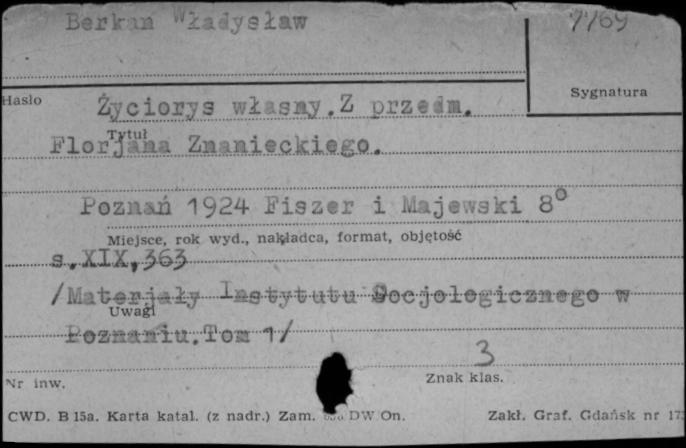 Berkan Władysław
7769
Hasło
Sygnatura
Życiorys własny. Z przedm.
Tytuł
Florjana Znanieckiego.
Poznań 1924 Fiszer i Majewski 8°
Miejsce, rok wyd., nakładca, format, objętość
s.XIX,363
/Materjały Instytutu Socjologicznego w
Uwagi
Poznaniu.Tom 1/
3
Nr inw.
Znak klas.
CWD. B 15a. Karta katal. (z nadr.) Zam. DW On.
Zakł. Graf. Gdańsk nr